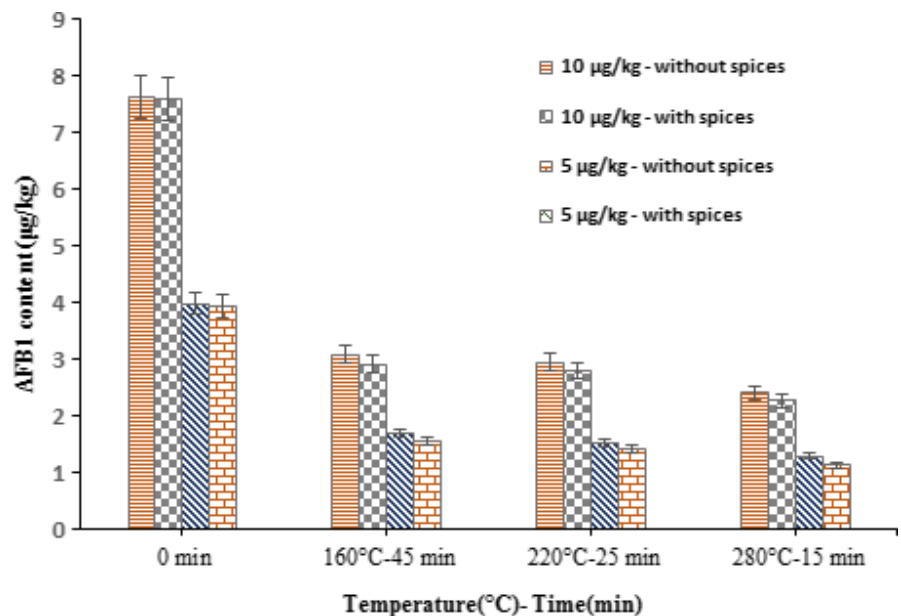 9
8
7
6
5
4
3
2
1
0
AFB1 content(µg/kg)
10 µg/kg - without spices
10 µg/kg - with spices
5 µg/kg - without spices
5 µg/kg - with spices
0 min
160°C-45 min
220°C-25 min
280°C-15 min
Temperature(°C)- Time(min)